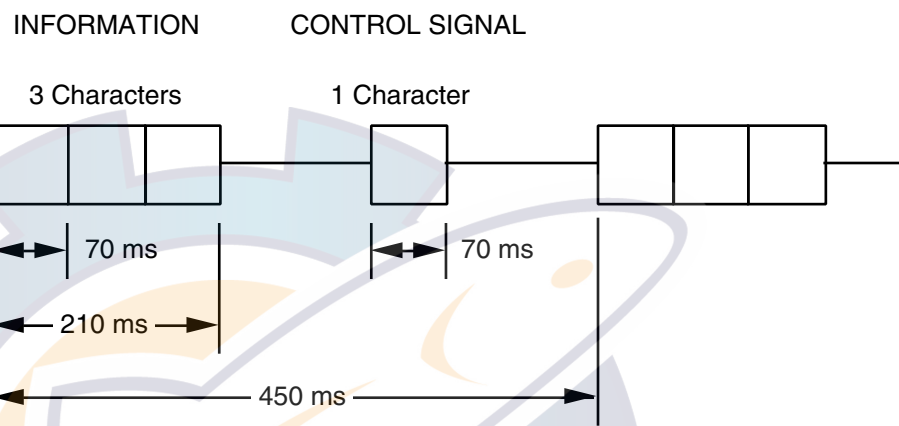 INFORMATION CONTROL SIGNAL
3 Characters 1 Character
70 ms 70 ms
210 ms
450 ms